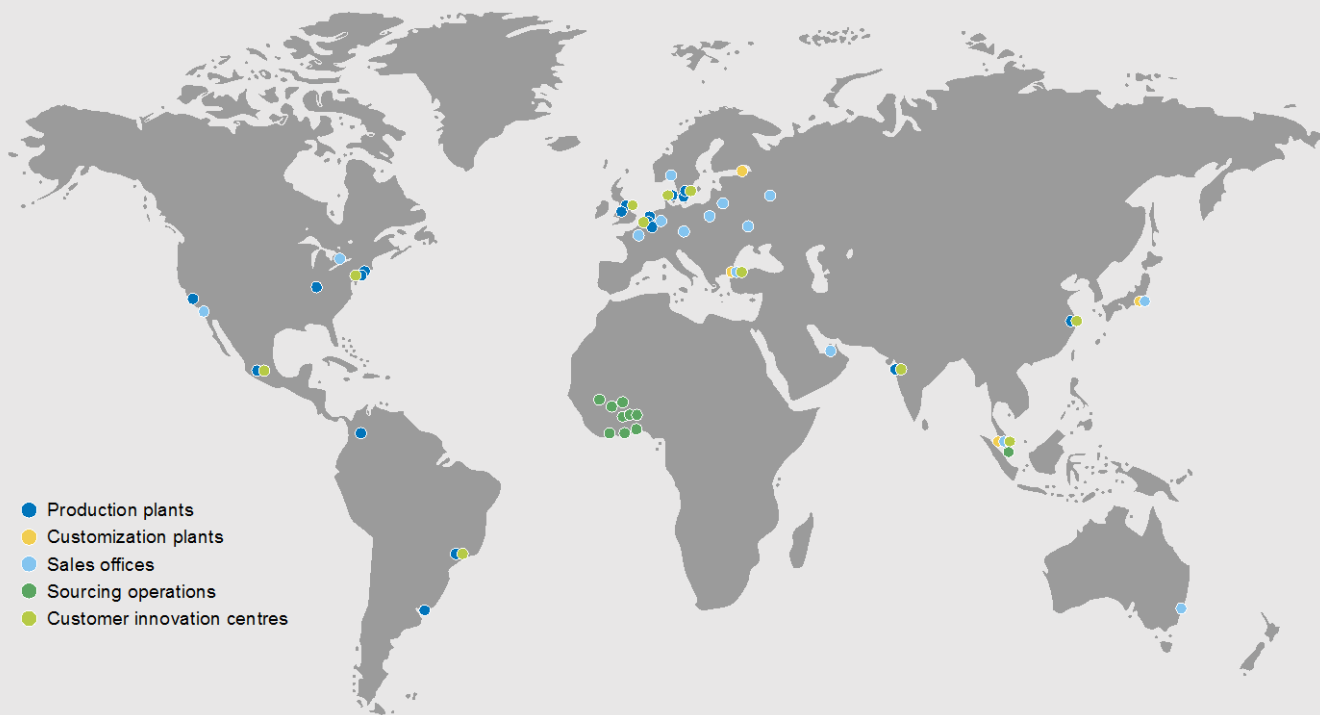 Production plants
Customization plants
Sales offices
Sourcing operations
Customer innovation centres